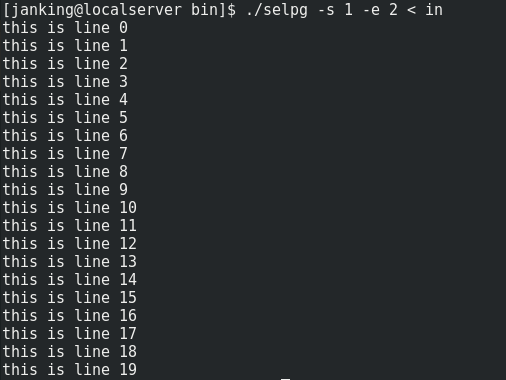 [janking@localserver bin]$ ./selpg -s 1 -e 2 < in
this is line 0
this is line 1
this is line 2
this is line 3
this is line 4
this is line 5
this is line 6
this is line 7
this is line 8
this is line 9
this is line 10
this is line 11
this is line 12
this is line 13
this is line 14
this is line 15
this is line 16
this is line 17
this is line 18
this is line 19